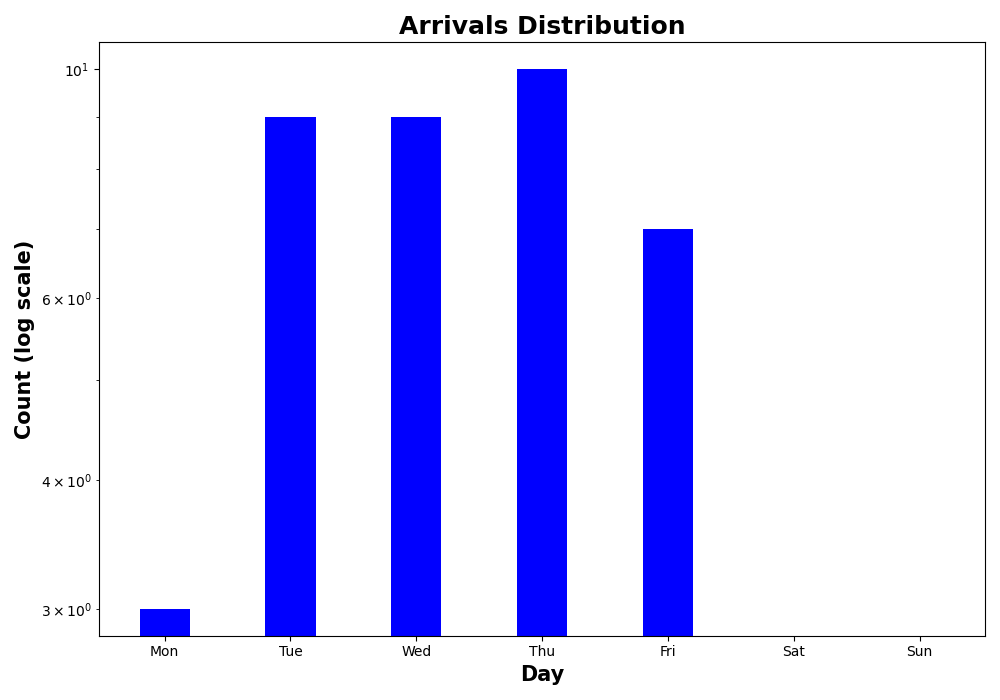 Arrivals Distribution
Count (log scale)
10¹
6 × 10⁰
4 × 10⁰
3 × 10⁰
Mon Tue Wed Thu Fri Sat Sun
Day